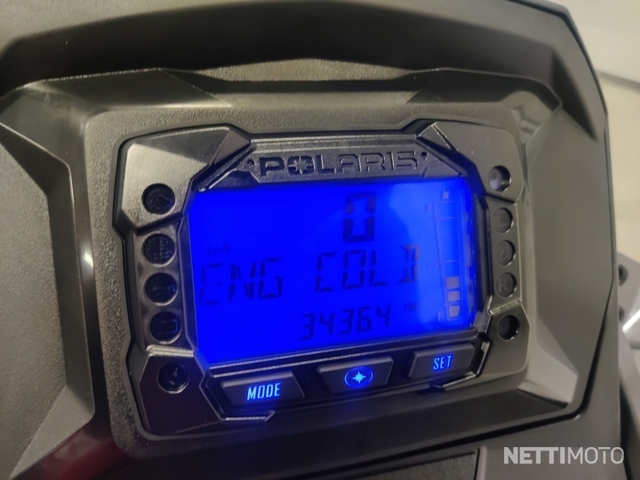 POLARIS
0
ENG COLD
34364
MODE
SET
NETTIMOTO